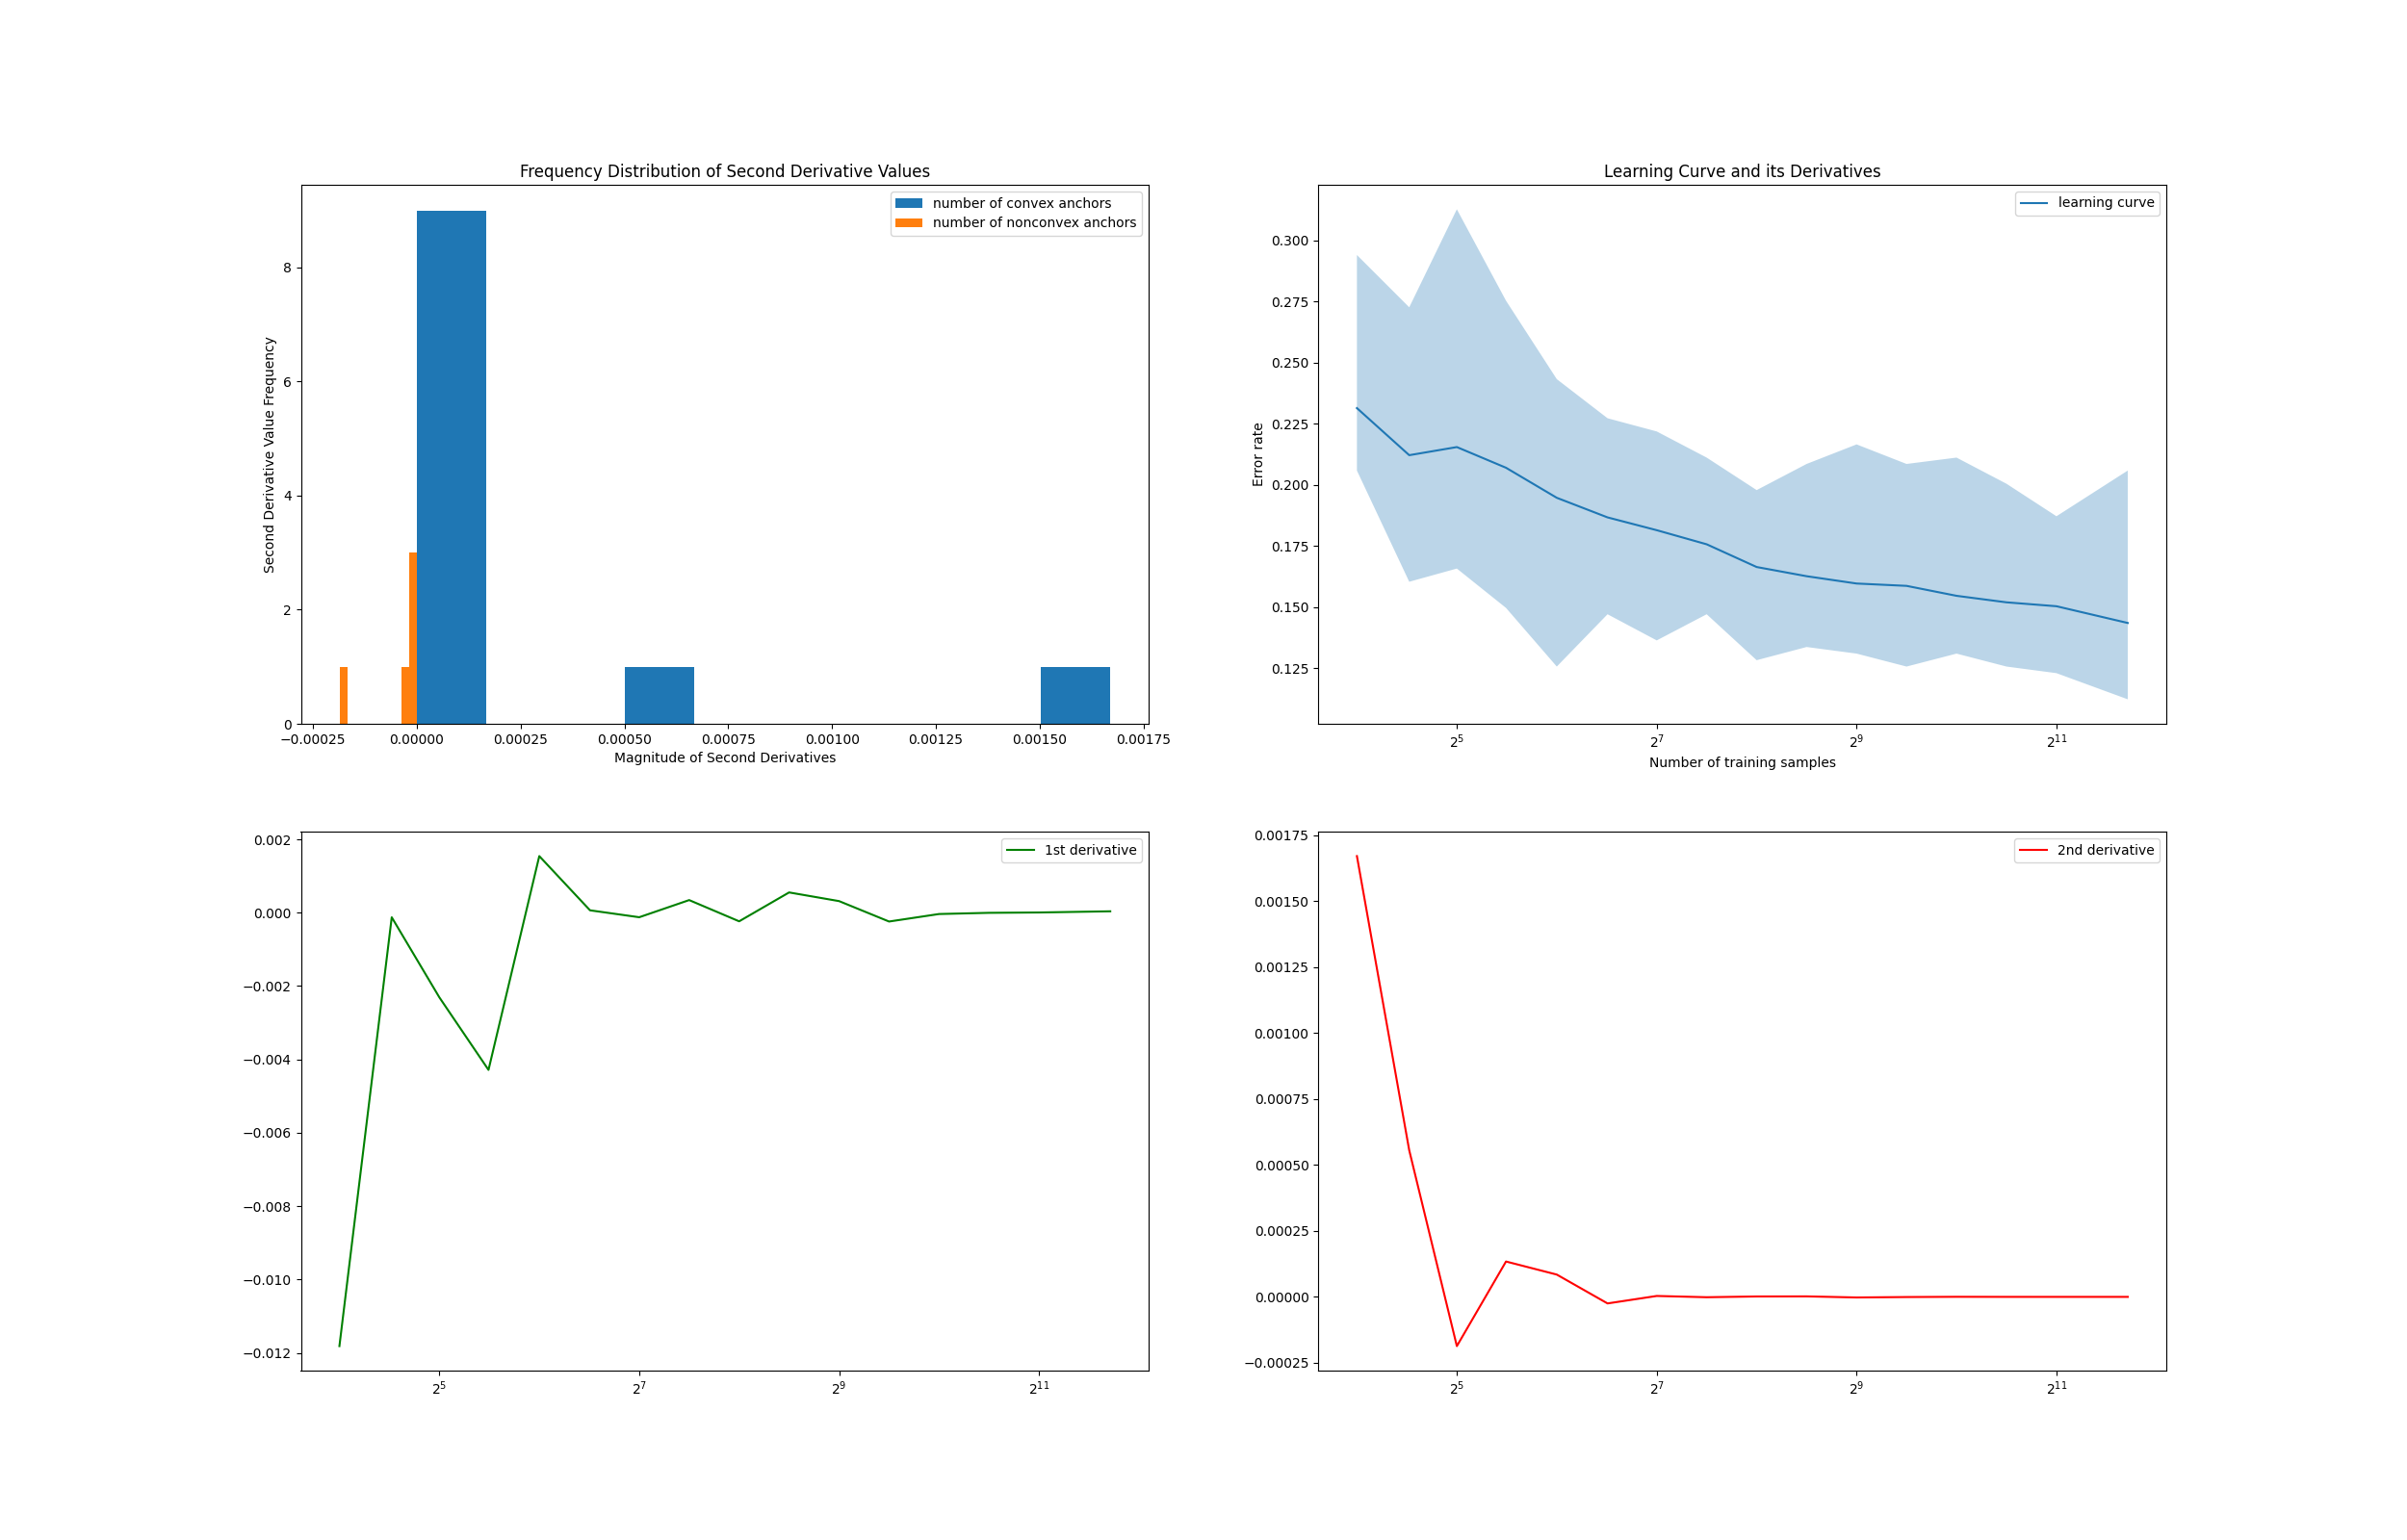 Frequency Distribution of Second Derivative Values
number of convex anchors
number of nonconvex anchors
Second Derivative Value Frequency
8
6
4
2
0
−0.00025 0.00000 0.00025 0.00050 0.00075 0.00100 0.00125 0.00150 0.00175
Magnitude of Second Derivatives
Learning Curve and its Derivatives
learning curve
Error rate
0.300
0.275
0.250
0.225
0.200
0.175
0.150
0.125
2^5 2^7 2^9 2^11
Number of training samples
1st derivative
0.002
0.000
−0.002
−0.004
−0.006
−0.008
−0.010
−0.012
2^5 2^7 2^9 2^11
2nd derivative
0.00175
0.00150
0.00125
0.00100
0.00075
0.00050
0.00025
0.00000
−0.00025
2^5 2^7 2^9 2^11